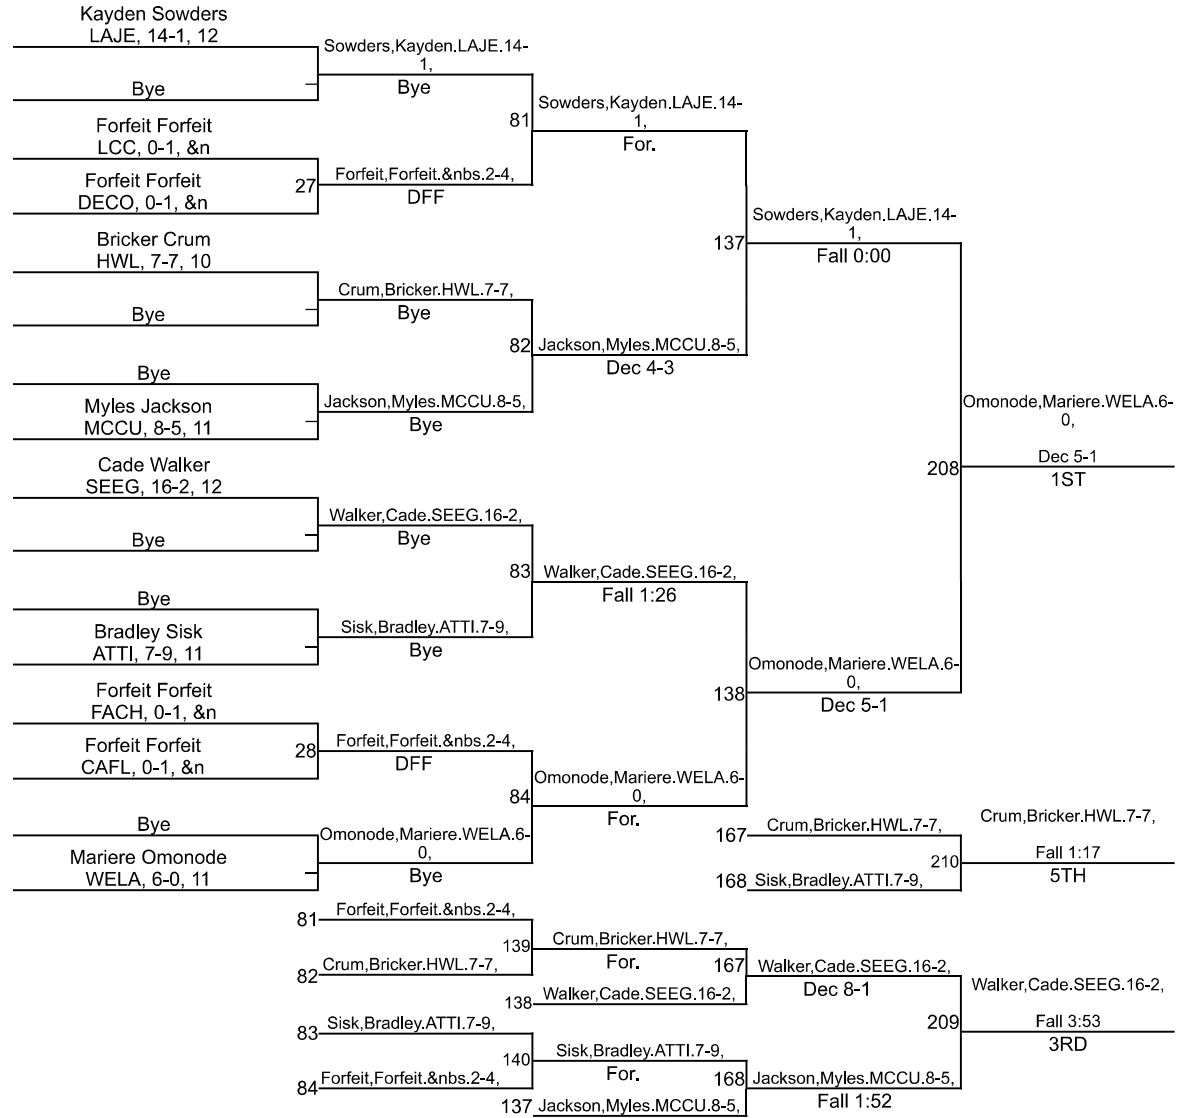 Kayden Sowders
LAJE, 14-1, 12
Bye
Sowders,Kayden.LAJE.14-
1,
Bye
Forfeit Forfeit
LCC, 0-1, &n
Forfeit Forfeit
DECO, 0-1, &n
27
Forfeit,Forfeit.&nbs.2-4,
DFF
81
Sowders,Kayden.LAJE.14-
1,
For.
Bricker Crum
HWL, 7-7, 10
Bye
Crum,Bricker.HWL.7-7,
Bye
Bye
Myles Jackson
MCCU, 8-5, 11
Jackson,Myles.MCCU.8-5,
Bye
82
Jackson,Myles.MCCU.8-5,
Dec 4-3
137
Sowders,Kayden.LAJE.14-
1,
Fall 0:00
Cade Walker
SEEG, 16-2, 12
Bye
Walker,Cade.SEEG.16-2,
Bye
Bye
Bradley Sisk
ATTI, 7-9, 11
Sisk,Bradley.ATTI.7-9,
Bye
83
Walker,Cade.SEEG.16-2,
Fall 1:26
Forfeit Forfeit
FACH, 0-1, &n
Forfeit Forfeit
CAFL, 0-1, &n
28
Forfeit,Forfeit.&nbs.2-4,
DFF
Bye
Mariere Omonode
WELA, 6-0, 11
Omonode,Mariere.WELA.6-
0,
Bye
84
Omonode,Mariere.WELA.6-
0,
For.
138
Omonode,Mariere.WELA.6-
0,
Dec 5-1
208
Omonode,Mariere.WELA.6-
0,
Dec 5-1
1ST
167
Crum,Bricker.HWL.7-7,
168
Sisk,Bradley.ATTI.7-9,
210
Crum,Bricker.HWL.7-7,
Fall 1:17
5TH
81
Forfeit,Forfeit.&nbs.2-4,
82
Crum,Bricker.HWL.7-7,
139
Crum,Bricker.HWL.7-7,
For.
138
Walker,Cade.SEEG.16-2,
167
Walker,Cade.SEEG.16-2,
Dec 8-1
83
Sisk,Bradley.ATTI.7-9,
84
Forfeit,Forfeit.&nbs.2-4,
140
Sisk,Bradley.ATTI.7-9,
For.
137
Jackson,Myles.MCCU.8-5,
168
Jackson,Myles.MCCU.8-5,
Fall 1:52
209
Walker,Cade.SEEG.16-2,
Fall 3:53
3RD